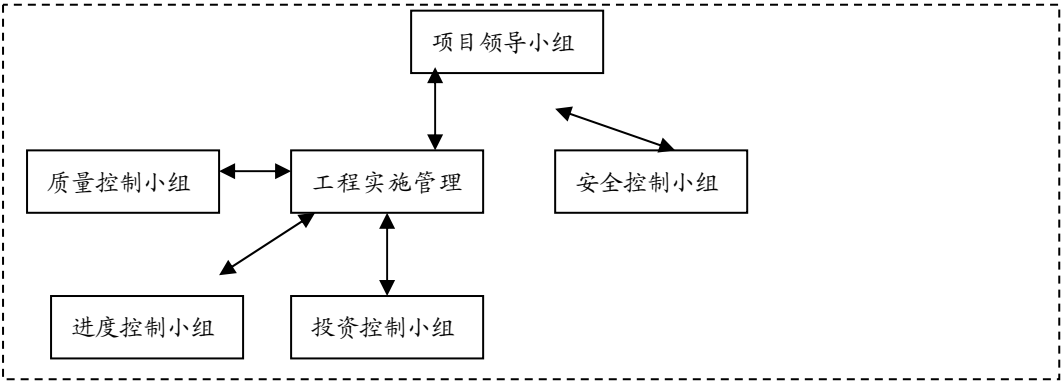 项目领导小组
质量控制小组
工程实施管理
安全控制小组
进度控制小组
投资控制小组